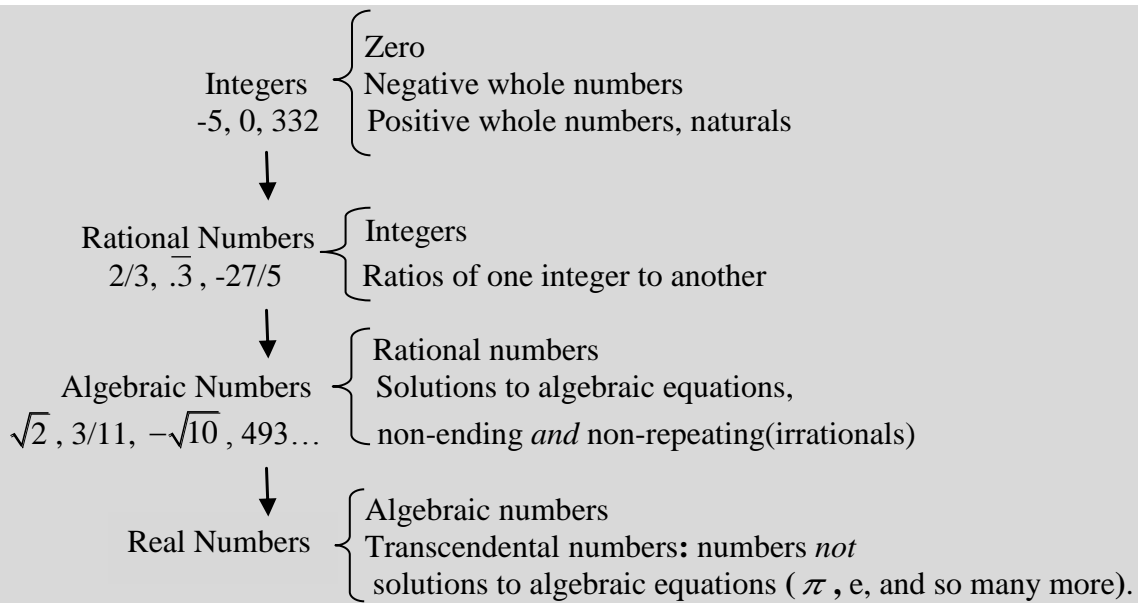 Zero
Integers Negative whole numbers
-5, 0, 332 Positive whole numbers, naturals
Rational Numbers Integers
2/3, .3̅ , -27/5 Ratios of one integer to another
Rational numbers
Algebraic Numbers Solutions to algebraic equations,
√2 , 3/11, −√10 , 493… non-ending and non-repeating(irrationals)
Algebraic numbers
Real Numbers Transcendental numbers: numbers not
solutions to algebraic equations ( π , e, and so many more).